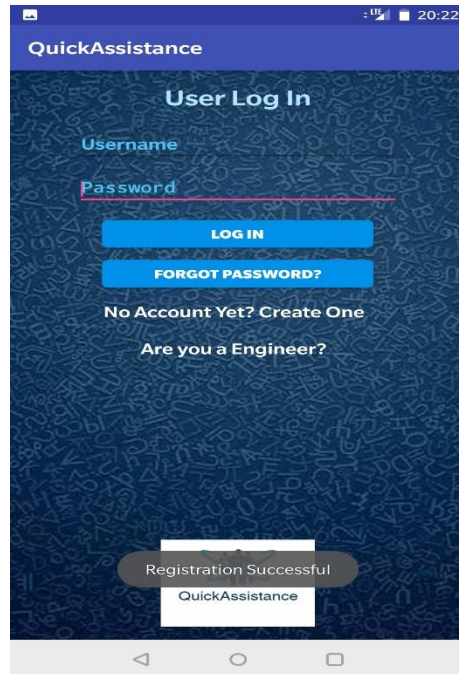 LTE 20:22
QuickAssistance
User Log In
Username
Password
LOG IN
FORGOT PASSWORD?
No Account Yet? Create One
Are you a Engineer?
Registration Successful
QuickAssistance